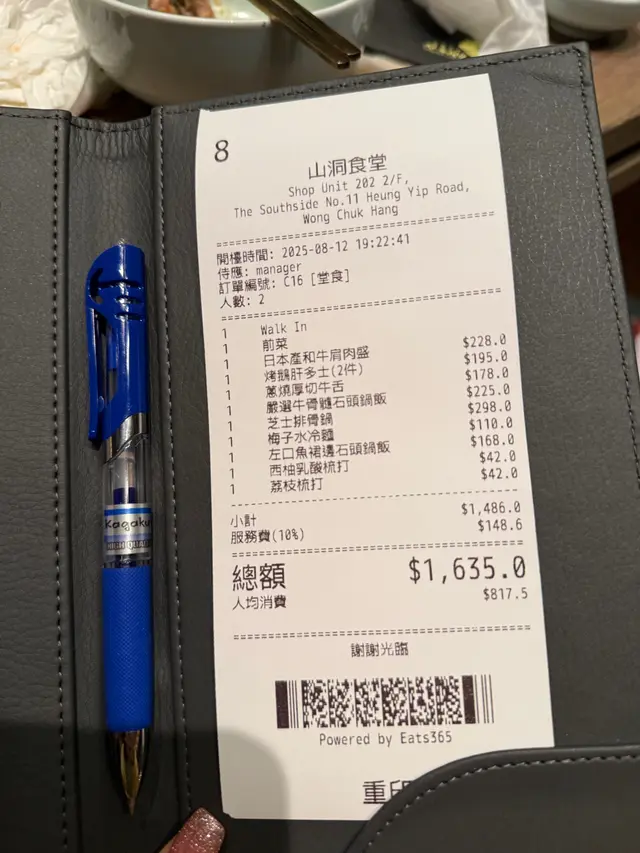 8
山洞食堂
Shop Unit 202 2/F,
The Southside No.11 Heung Yip Road,
Wong Chuk Hang
開檯時間: 2025-08-12 19:22:41
侍應: manager
訂單編號: C16 [堂食]
人數: 2
1 Walk In
1 前菜
1 日本產和牛肩肉盛 $228.0
1 烤鵝肝多士(2件) $195.0
1 蔥燒厚切牛舌 $178.0
1 嚴選牛骨髓石頭鍋飯 $225.0
1 芝士排骨鍋 $298.0
1 梅子水冷麵 $110.0
1 左口魚裙邊石頭鍋飯 $168.0
1 西柚乳酸梳打 $42.0
1 荔枝梳打 $42.0
小計 $1,486.0
服務費(10%) $148.6
總額 $1,635.0
人均消費 $817.5
謝謝光臨
Powered by Eats365
重印
Kagaku